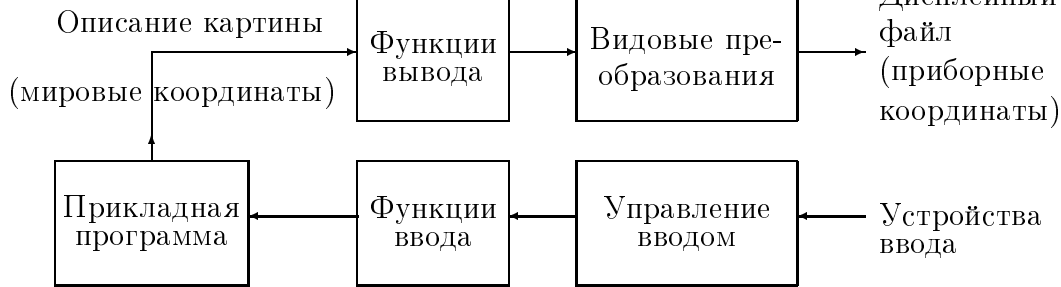 Описание картины
(мировые координаты)
Функции
вывода
Видовые пре-
образования
файл
(приборные
координаты)
Прикладная
программа
Функции
ввода
Управление
вводом
Устройства
ввода